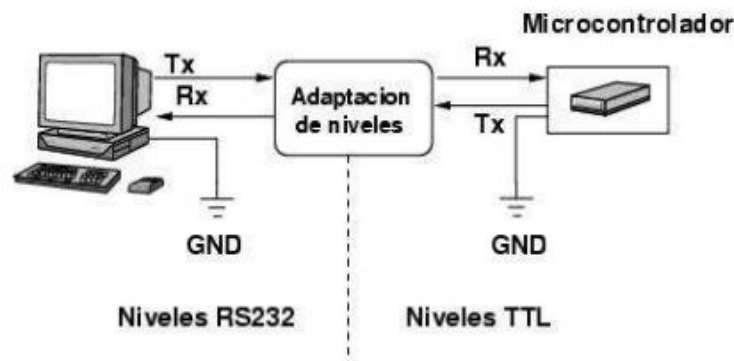 Microcontrolador
Tx
Rx
Adaptacion
de niveles
Rx
Tx
GND
GND
Niveles RS232
Niveles TTL